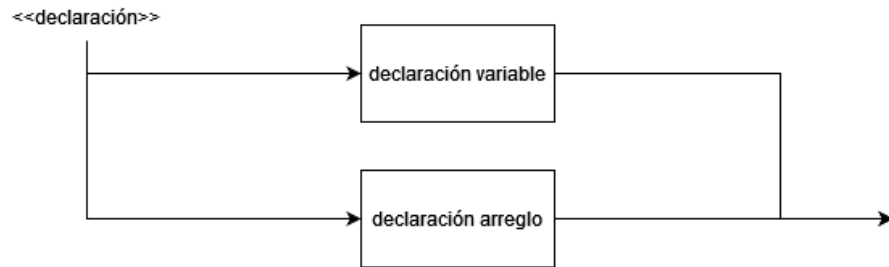 <<declaración>>
declaración variable
declaración arreglo